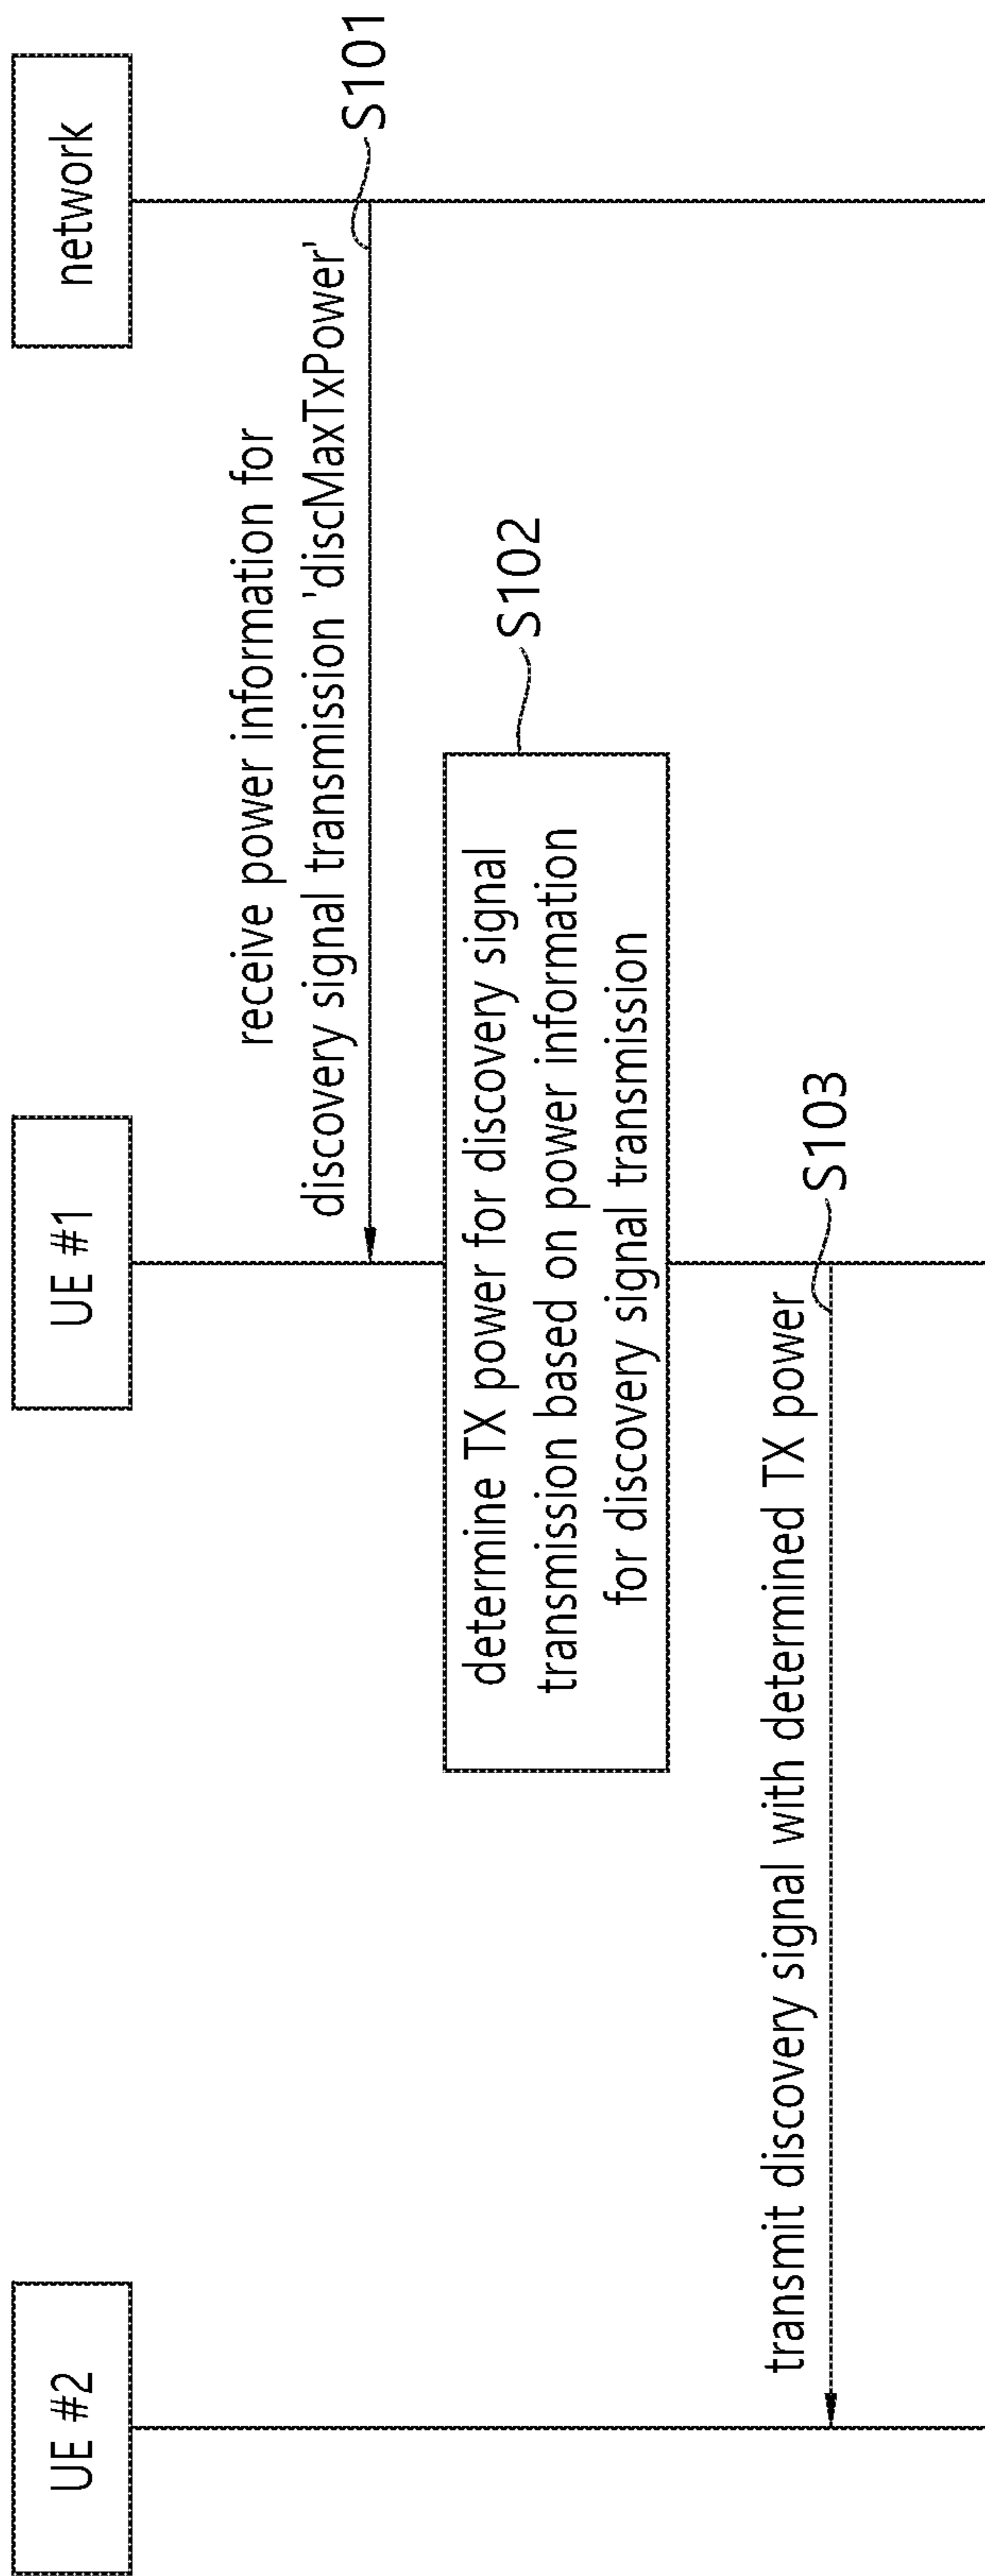 UE #2
UE #1
network
receive power information for
discovery signal transmission 'discMaxTxPower'
S101
determine TX power for discovery signal
transmission based on power information
for discovery signal transmission
S102
transmit discovery signal with determined TX power
S103